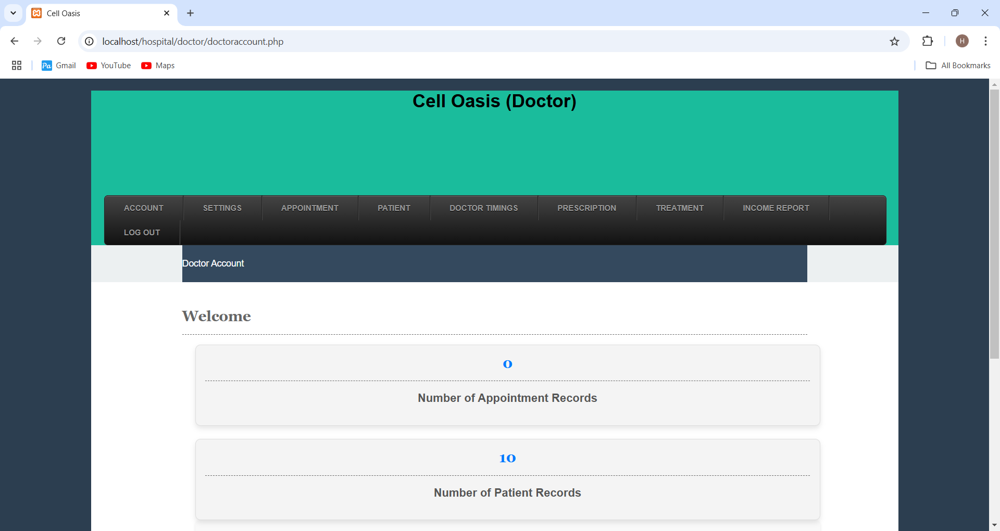 Cell Oasis
localhost/hospital/doctor/doctoraccount.php
H
Pa Gmail YouTube Maps All Bookmarks
Cell Oasis (Doctor)
ACCOUNT SETTINGS APPOINTMENT PATIENT DOCTOR TIMINGS PRESCRIPTION TREATMENT INCOME REPORT
LOG OUT
Doctor Account
Welcome
0
Number of Appointment Records
10
Number of Patient Records